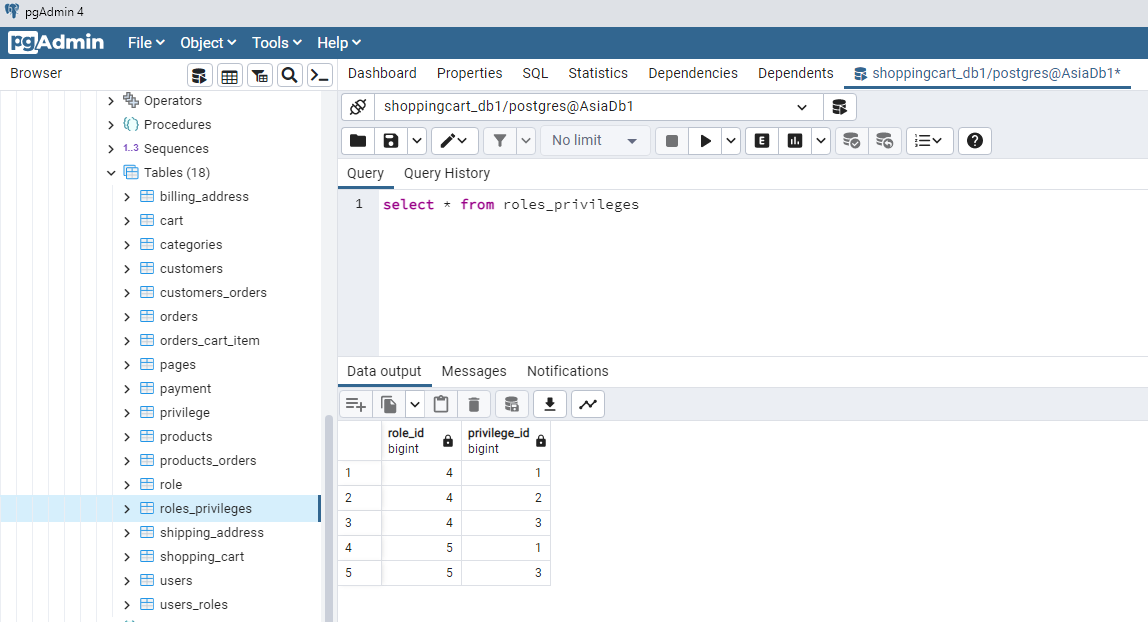 pgAdmin 4
pgAdmin File Object Tools Help
Browser
Dashboard Properties SQL Statistics Dependencies Dependents shoppingcart_db1/postgres@AsiaDb1*
Operators
Procedures
1..3 Sequences
Tables (18)
billing_address
cart
categories
customers
customers_orders
orders
orders_cart_item
pages
payment
privilege
products
products_orders
role
roles_privileges
shipping_address
shopping_cart
users
users_roles
shoppingcart_db1/postgres@AsiaDb1
No limit E
Query Query History
1 select * from roles_privileges
Data output Messages Notifications
role_id privilege_id
bigint bigint
1 4 1
2 4 2
3 4 3
4 5 1
5 5 3